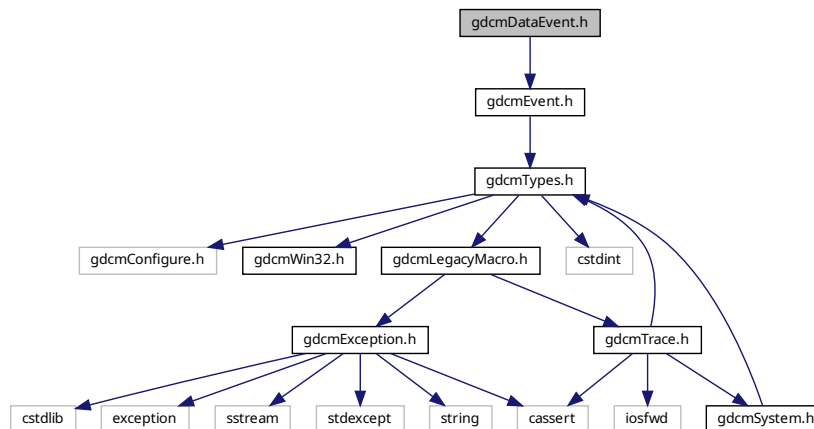 gdcmDataEvent.h
gdcmEvent.h
gdcmTypes.h
gdcmConfigure.h
gdcmWin32.h
gdcmLegacyMacro.h
cstdint
gdcmException.h
gdcmTrace.h
cstdlib
exception
sstream
stdexcept
string
cassert
iosfwd
gdcmSystem.h